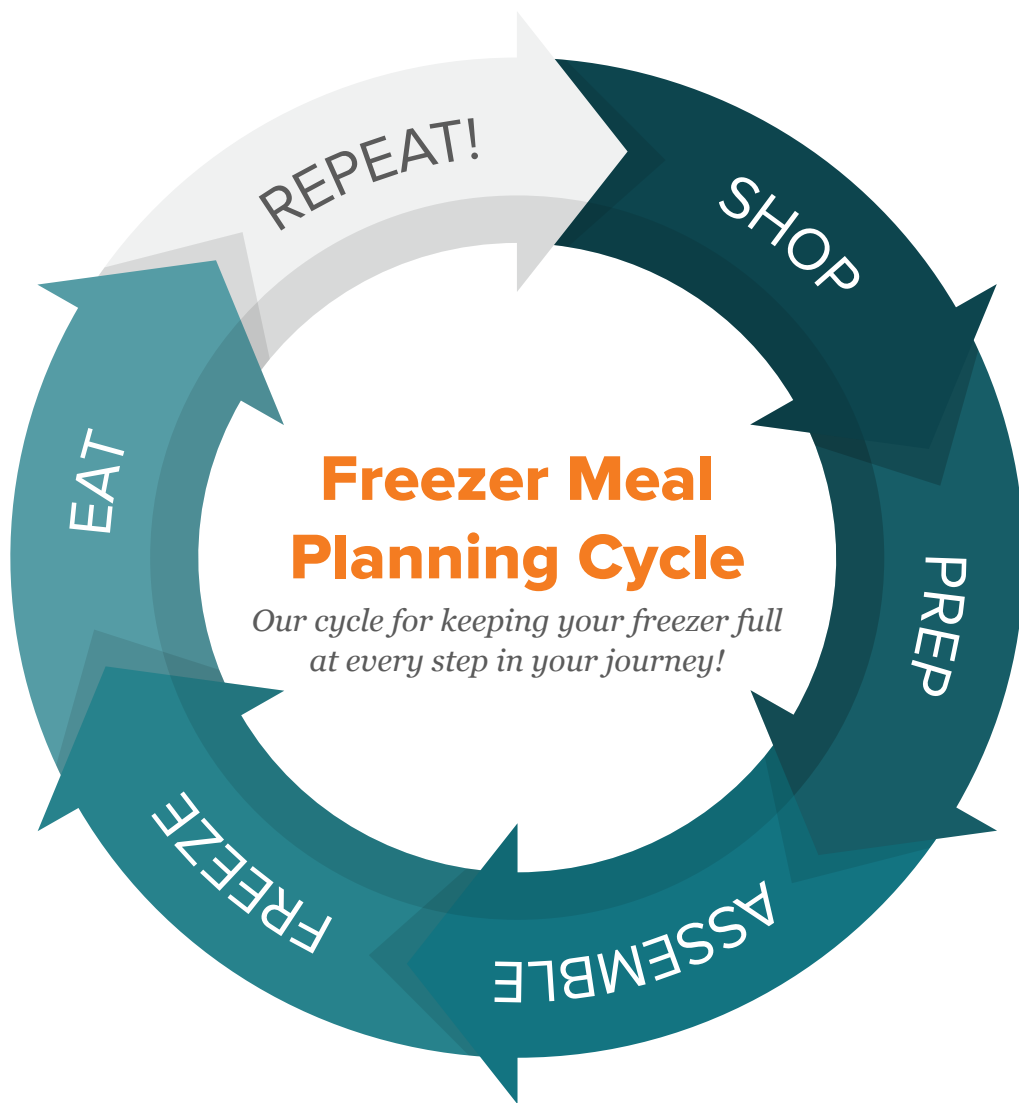 REPEAT!
SHOP
PREP
ASSEMBLE
FREEZE
EAT
Freezer Meal
Planning Cycle
Our cycle for keeping your freezer full
at every step in your journey!